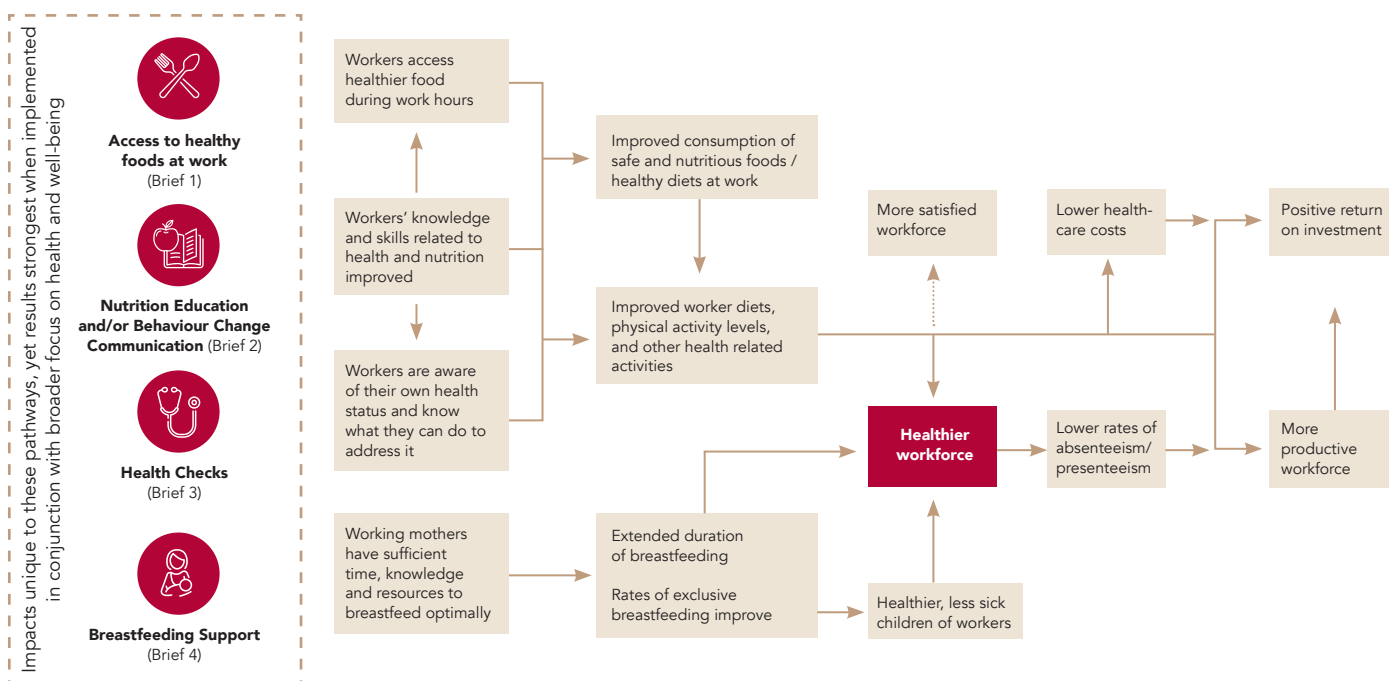 Impacts unique to these pathways, yet results strongest when implemented
in conjunction with broader focus on health and well-being
Access to healthy
foods at work
(Brief 1)
Nutrition Education
and/or Behaviour Change
Communication (Brief 2)
Health Checks
(Brief 3)
Breastfeeding Support
(Brief 4)
Workers access
healthier food
during work hours
Workers’ knowledge
and skills related to
health and nutrition
improved
Workers are aware
of their own health
status and know
what they can do to
address it
Working mothers
have sufficient
time, knowledge
and resources to
breastfeed optimally
Improved consumption of
safe and nutritious foods /
healthy diets at work
Improved worker diets,
physical activity levels,
and other health related
activities
Extended duration
of breastfeeding
Rates of exclusive
breastfeeding improve
More satisfied
workforce
Healthier
workforce
Healthier, less sick
children of workers
Lower health-
care costs
Lower rates of
absenteeism/
presenteeism
Positive return
on investment
More
productive
workforce